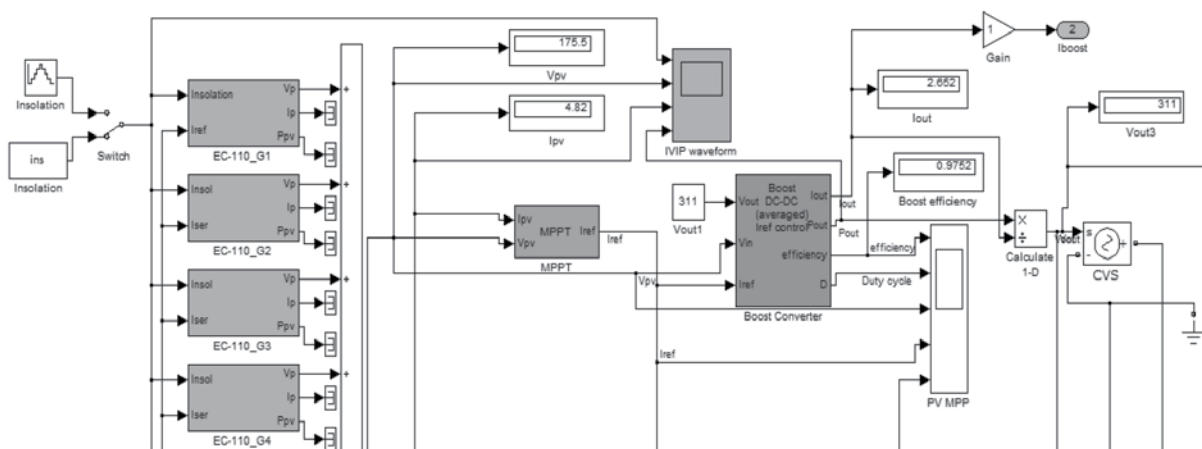 Insolation
ins
Insolation
Switch
Insolation
Iref
Vp
Ip
Ppv
EC-110_G1
Insol
Iser
Vp
Ip
Ppv
EC-110_G2
Insol
Iser
Vp
Ip
Ppv
EC-110_G3
Insol
Iser
Vp
Ip
Ppv
EC-110_G4
+
+
+
+
175.5
Vpv
4.82
Ipv
IVIP waveform
Ipv
Vpv
MPPT
Iref
MPPT
Iref
311
Vout1
Vpv
Vout
Vin
Iref
Boost
DC-DC
(averaged)
Iref control
Iout
Pout
efficiency
D
Boost Converter
Iout
Pout
efficiency
Duty cycle
Iref
PV MPP
1
Gain
2
Iboost
2.652
Iout
0.9752
Boost efficiency
311
Vout3
×
÷
Calculate
1-D
s
-
+
CVS